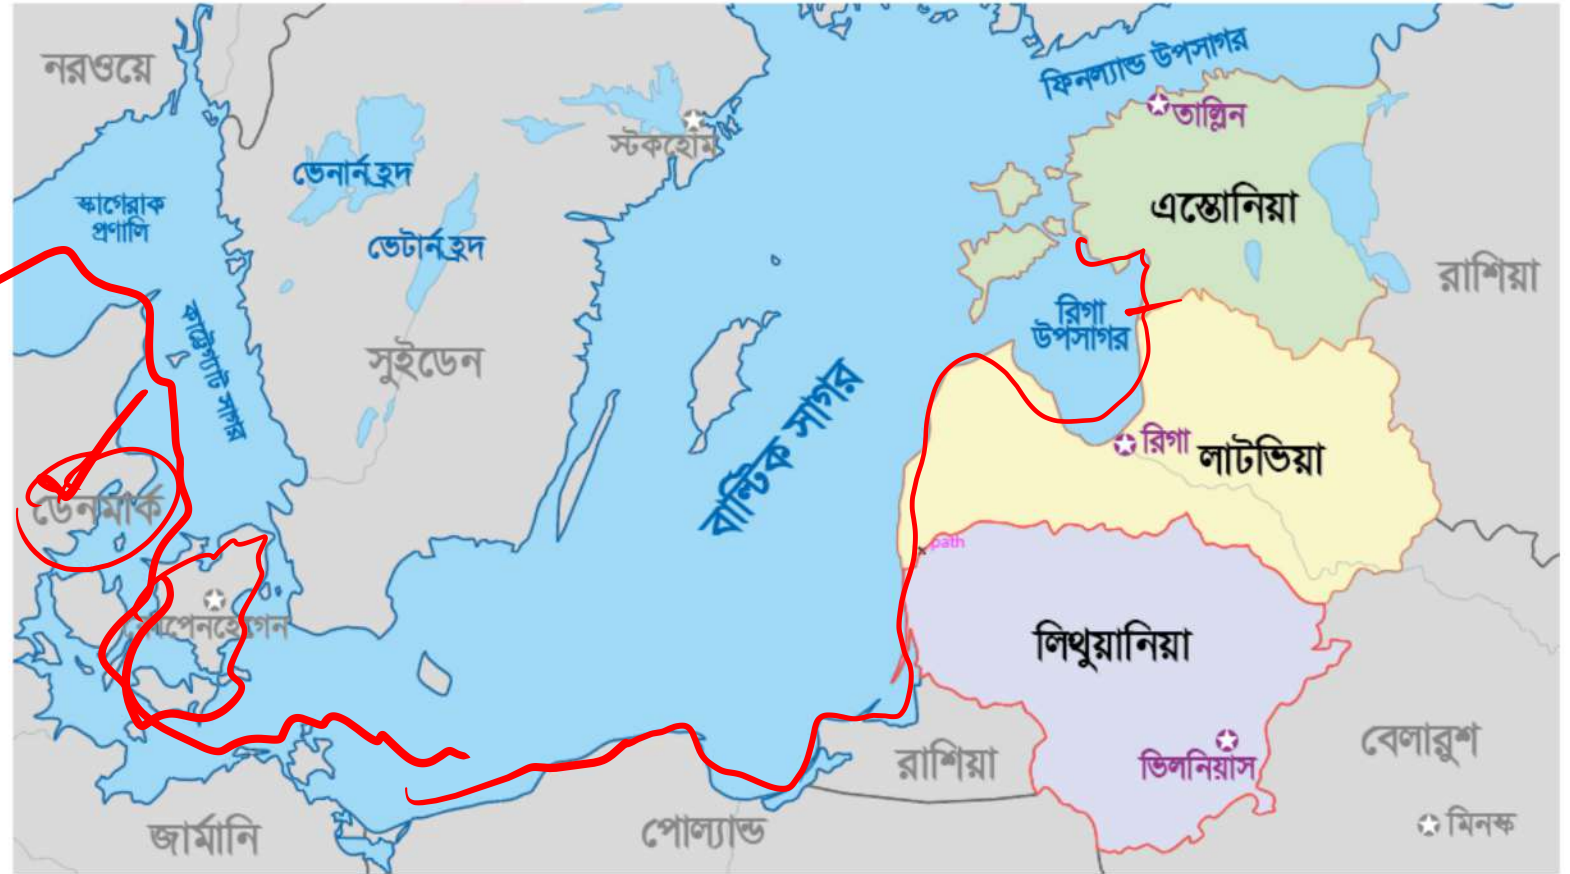 নরওয়ে
ফিনল্যান্ড উপসাগর
তাল্লিন
স্টকহোম
ভেনার্ন হ্রদ
স্কাগেরাক
প্রণালি
এস্তোনিয়া
ভেটার্ন হ্রদ
রাশিয়া
রিগা
উপসাগর
কাট্টেগাট সাগর
সুইডেন
বাল্টিক সাগর
রিগা
লাটভিয়া
ডেনমার্ক
path
কোপেনহেগেন
লিথুয়ানিয়া
বেলারুশ
রাশিয়া
ভিলনিয়াস
জার্মানি
পোল্যান্ড
মিনস্ক